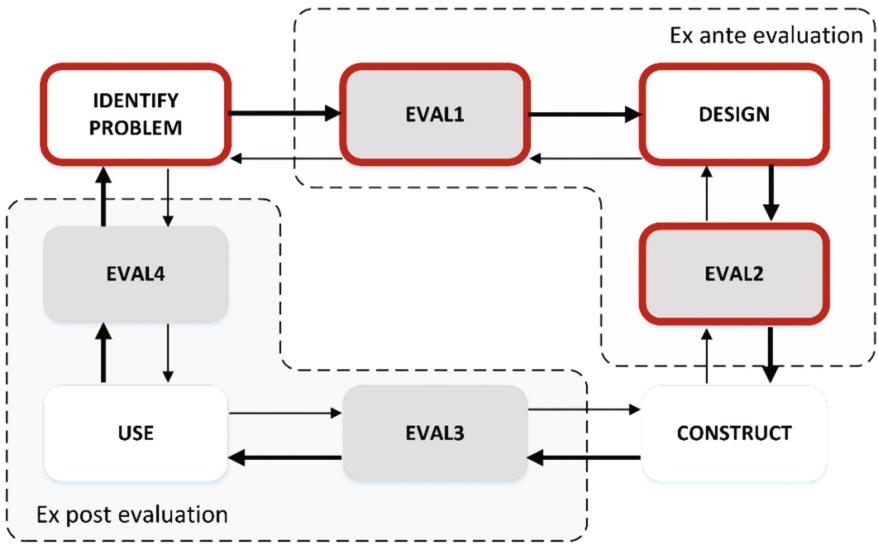 Ex ante evaluation
IDENTIFY
PROBLEM
EVAL1
DESIGN
EVAL4
EVAL2
USE
EVAL3
CONSTRUCT
Ex post evaluation